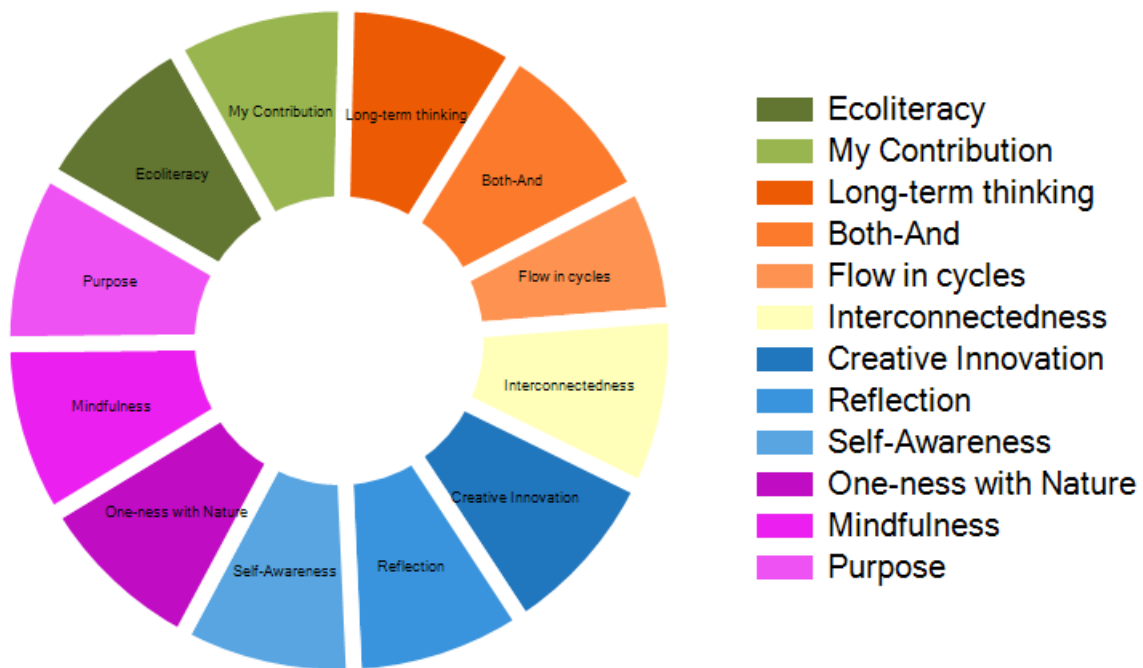 My Contribution
Long-term thinking
Ecoliteracy
Both-And
Purpose
Flow in cycles
Mindfulness
Interconnectedness
One-ness with Nature
Creative Innovation
Self-Awareness
Reflection
Ecoliteracy
My Contribution
Long-term thinking
Both-And
Flow in cycles
Interconnectedness
Creative Innovation
Reflection
Self-Awareness
One-ness with Nature
Mindfulness
Purpose